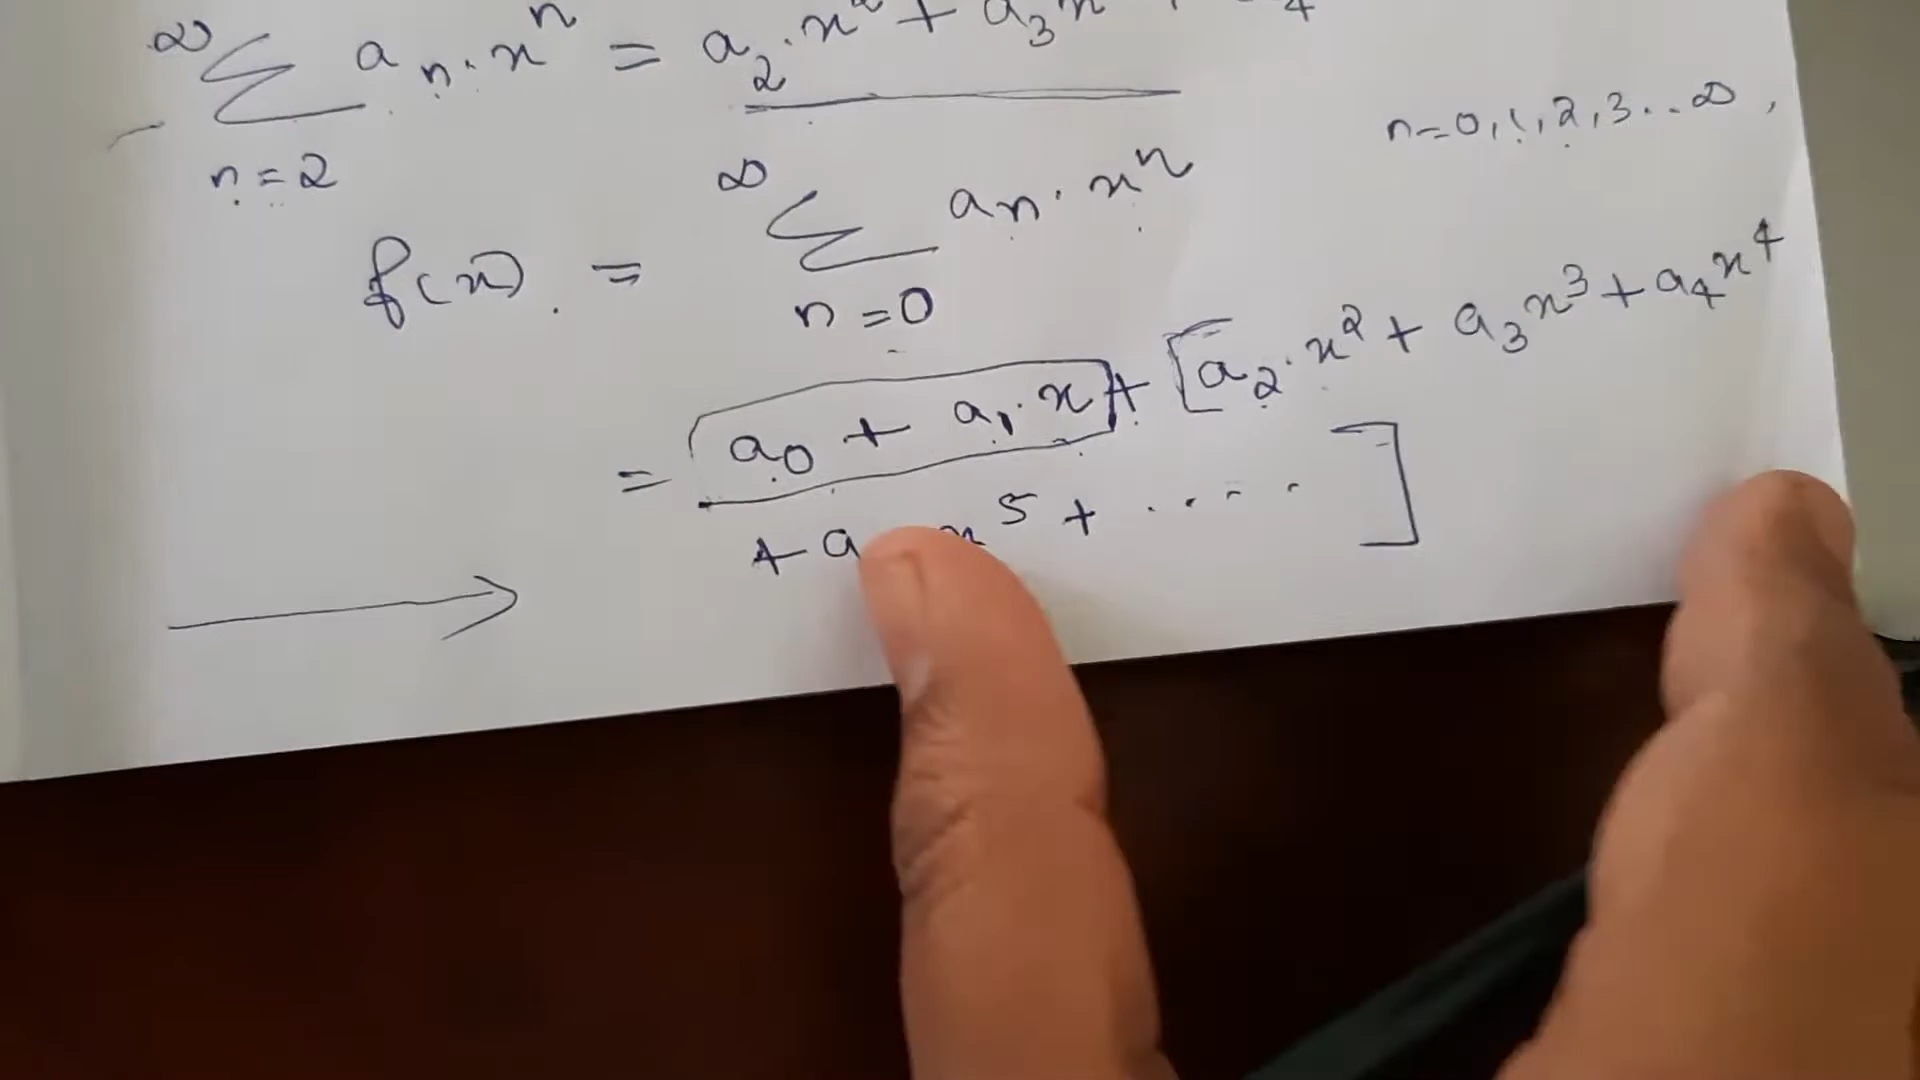 ∞ ∑ n=2 aₙ·xⁿ = a₂·x² + a₃x
n=0,1,2,3..∞,
f(x) = ∞ ∑ n=0 aₙ·xⁿ
= a₀ + a₁·x + [a₂·x² + a₃x³ + a₄x⁴
+ a x⁵ + ..... ]